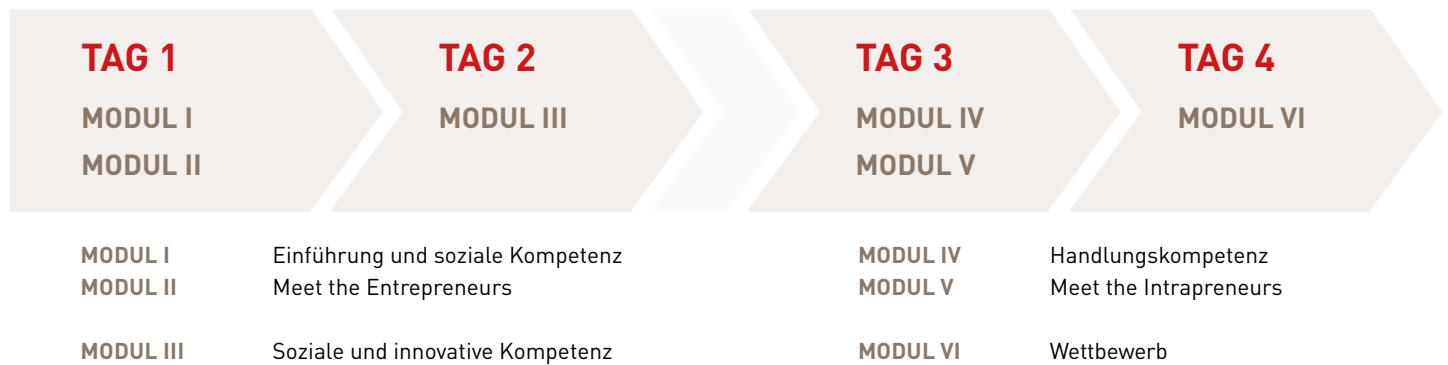 TAG 1
MODUL I
MODUL II
TAG 2
MODUL III
TAG 3
MODUL IV
MODUL V
TAG 4
MODUL VI
MODUL I Einführung und soziale Kompetenz
MODUL II Meet the Entrepreneurs
MODUL III Soziale und innovative Kompetenz
MODUL IV Handlungskompetenz
MODUL V Meet the Intrapreneurs
MODUL VI Wettbewerb